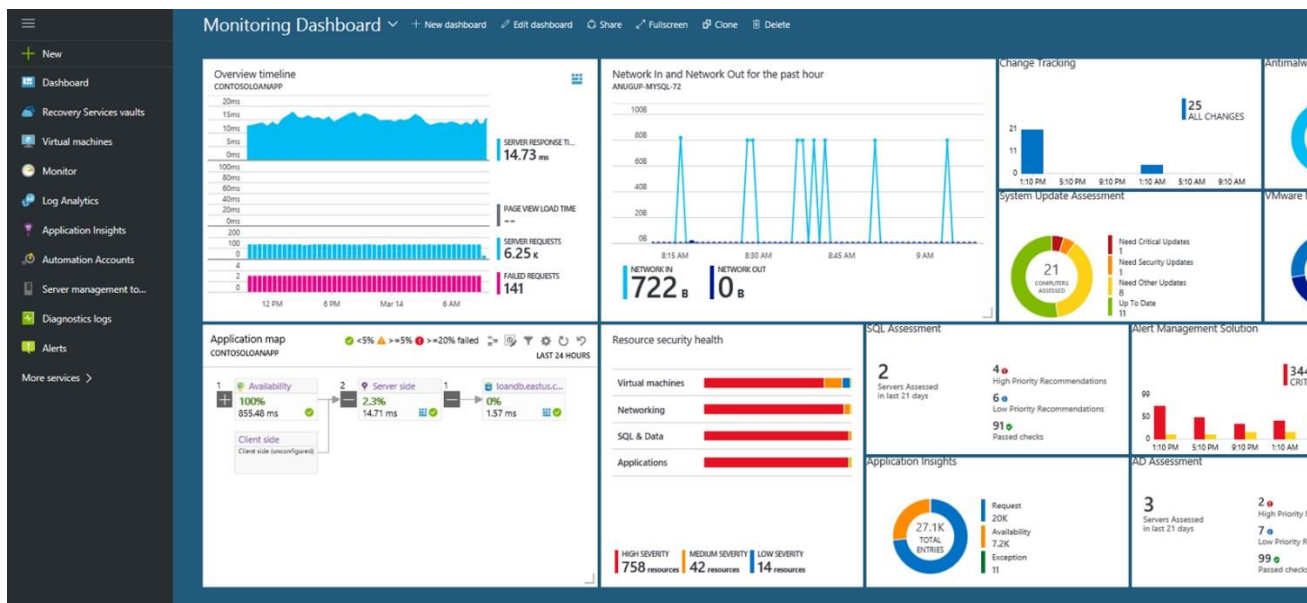 Monitoring Dashboard
+ New dashboard Edit dashboard Share Fullscreen Clone Delete
New
Dashboard
Recovery Services vaults
Virtual machines
Monitor
Log Analytics
Application Insights
Automation Accounts
Server management to...
Diagnostics logs
Alerts
More services
Overview timeline
CONTOSOLOANAPP
20ms
15ms
10ms
5ms
0ms
SERVER RESPONSE TI...
14.73 ms
100ms
80ms
60ms
40ms
20ms
0ms
PAGE VIEW LOAD TIME
--
200
100
0
SERVER REQUESTS
6.25 K
4
2
0
FAILED REQUESTS
141
12 PM 6 PM Mar 14 6 AM
Network In and Network Out for the past hour
ANUGUP-MYSQL-72
100B
80B
60B
40B
20B
0B
8:15 AM 8:30 AM 8:45 AM 9 AM
NETWORK IN
722 B
NETWORK OUT
0 B
Change Tracking
25
ALL CHANGES
21
11
0
1:10 PM 5:10 PM 9:10 PM 1:10 AM 5:10 AM 9:10 AM
Antimalw
System Update Assessment
21
COMPUTERS
ASSESSED
Need Critical Updates
1
Need Security Updates
1
Need Other Updates
8
Up To Date
11
VMware
Application map
CONTOSOLOANAPP
<5% >=5% >=20% failed
LAST 24 HOURS
1
Availability
100%
855.48 ms
2
Server side
2.3%
14.71 ms
1
loandb.eastus.c...
0%
1.57 ms
Client side
Client side (unconfigured)
Resource security health
Virtual machines
Networking
SQL & Data
Applications
HIGH SEVERITY
758 resources
MEDIUM SEVERITY
42 resources
LOW SEVERITY
14 resources
SQL Assessment
2
Servers Assessed
in last 21 days
4
High Priority Recommendations
6
Low Priority Recommendations
91
Passed checks
Alert Management Solution
344
CRIT
99
50
0
1:10 PM 5:10 PM 9:10 PM 1:10 AM
Application Insights
27.1K
TOTAL
ENTRIES
Request
20K
Availability
7.2K
Exception
11
AD Assessment
3
Servers Assessed
in last 21 days
2
High Priority
7
Low Priority R
99
Passed checks